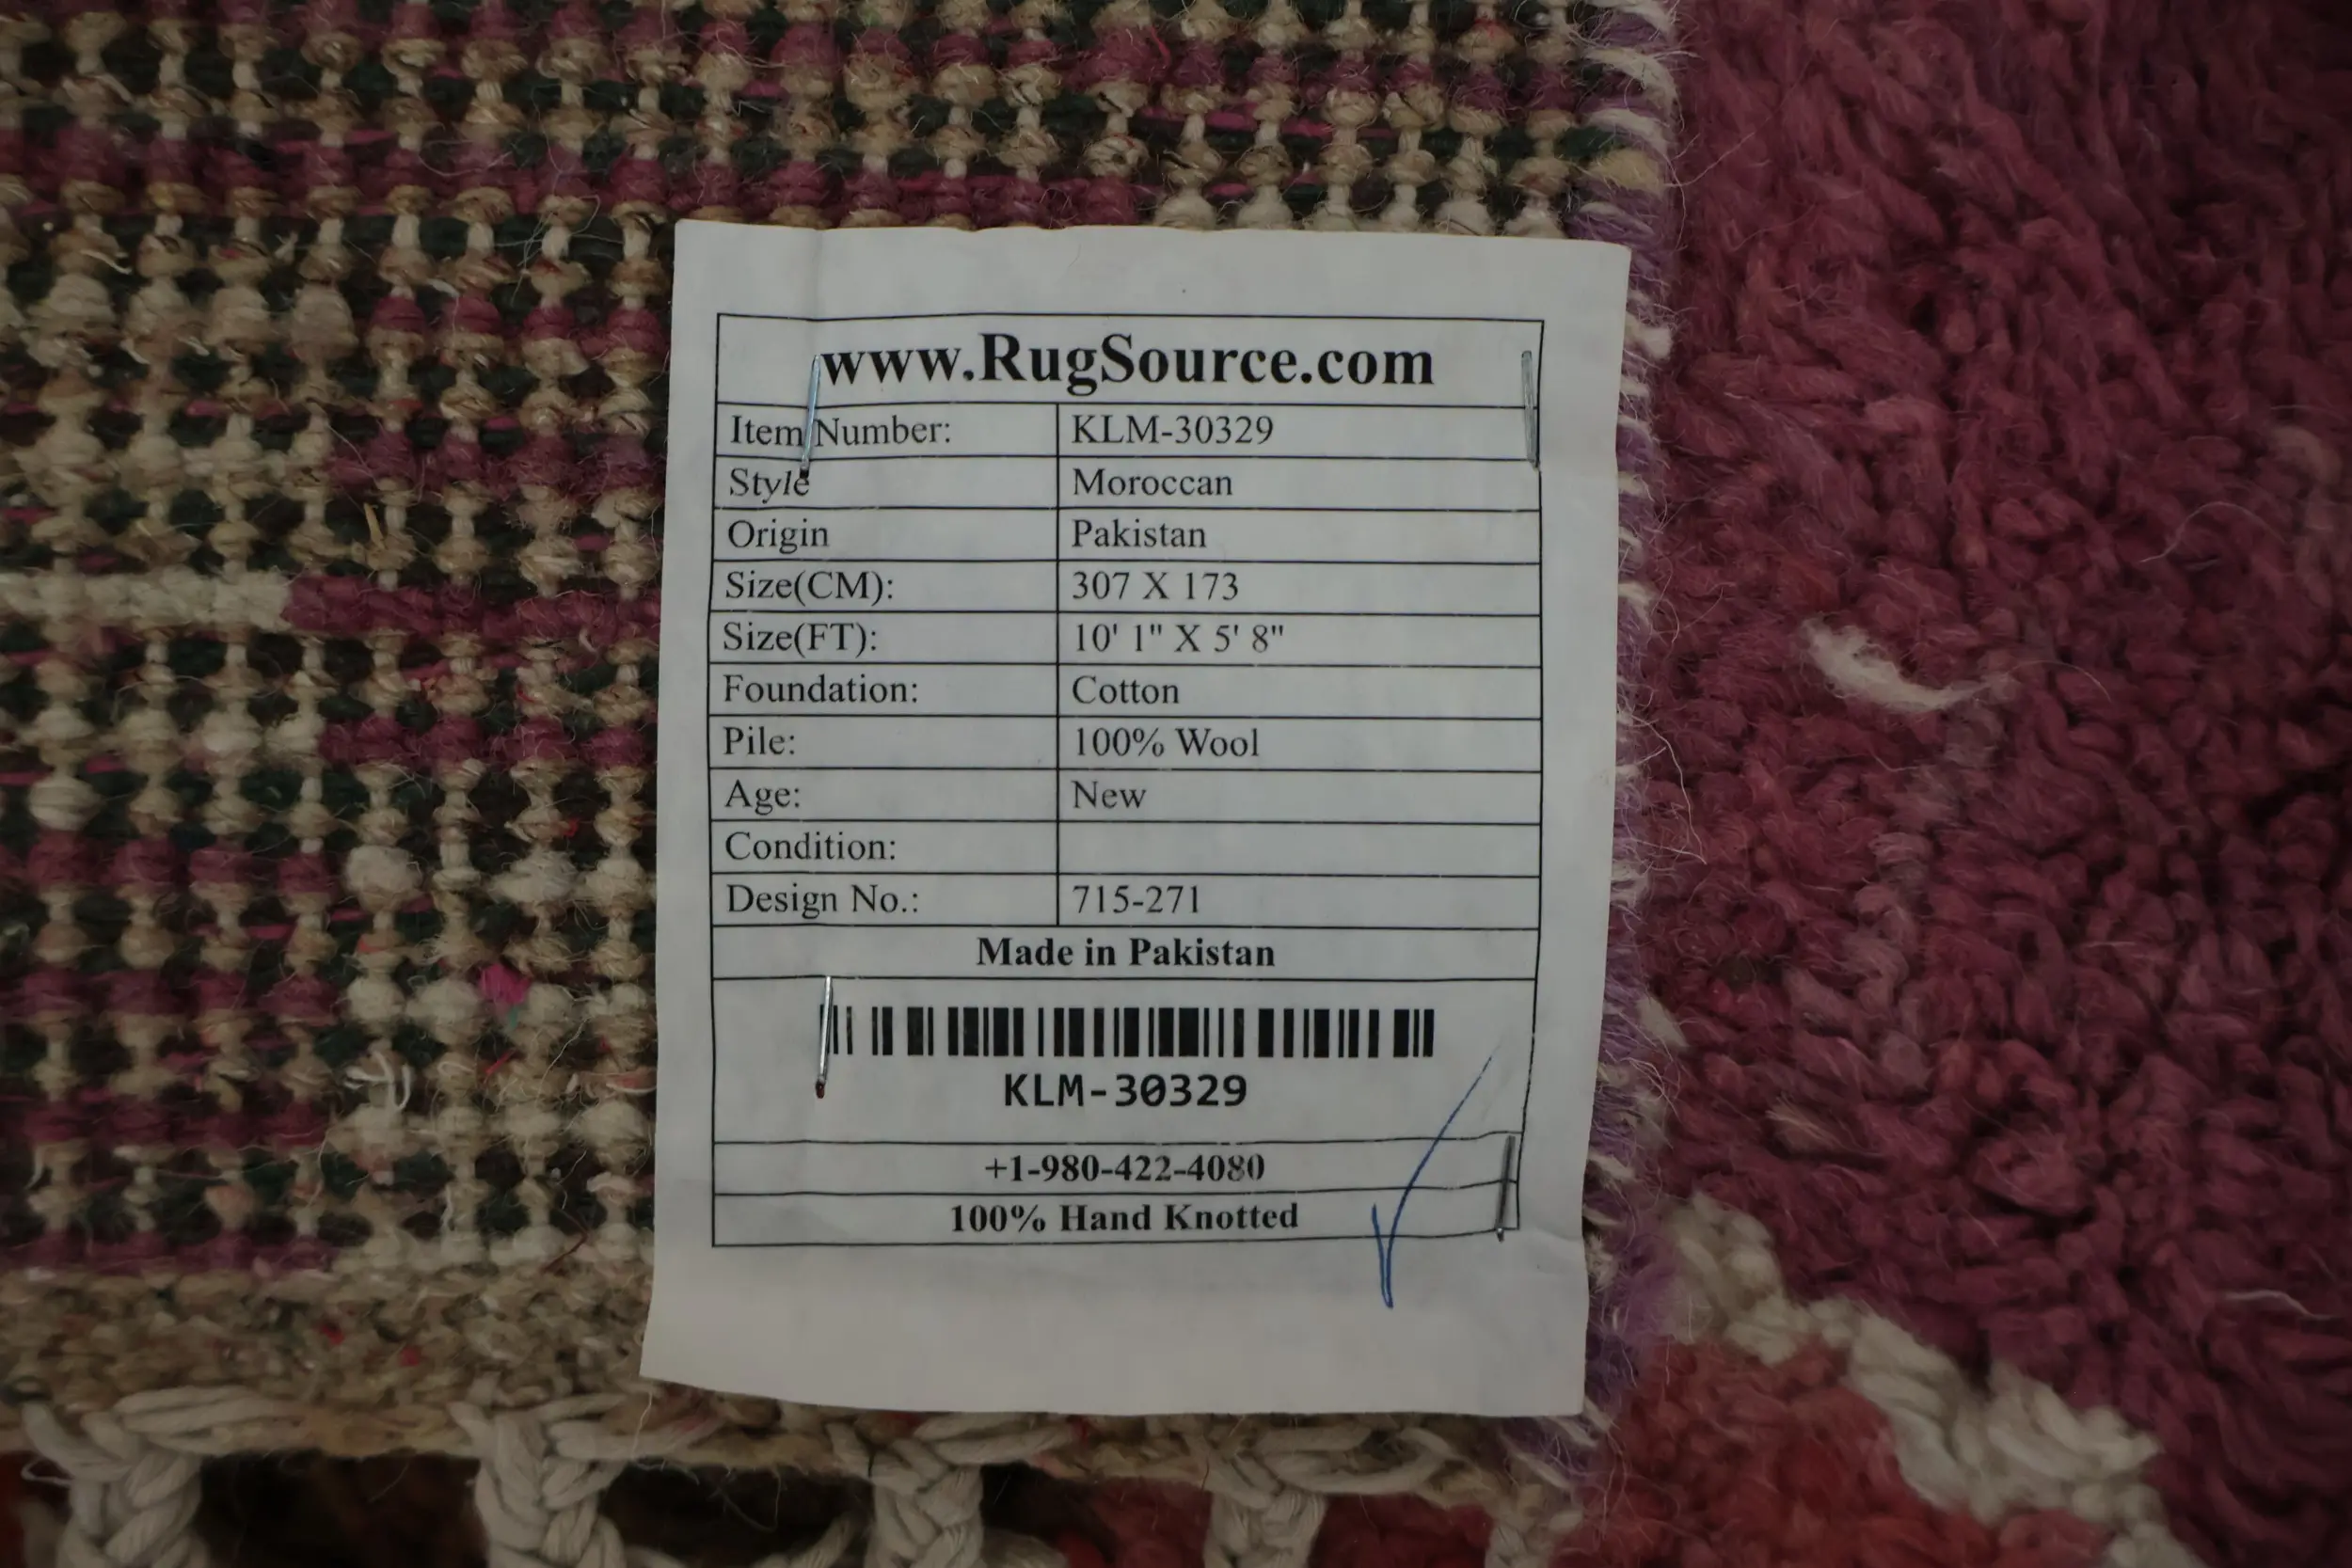 www.RugSource.com
Item Number: KLM-30329
Style Moroccan
Origin Pakistan
Size(CM): 307 X 173
Size(FT): 10' 1" X 5' 8"
Foundation: Cotton
Pile: 100% Wool
Age: New
Condition:
Design No.: 715-271
Made in Pakistan
KLM-30329
+1-980-422-4080
100% Hand Knotted